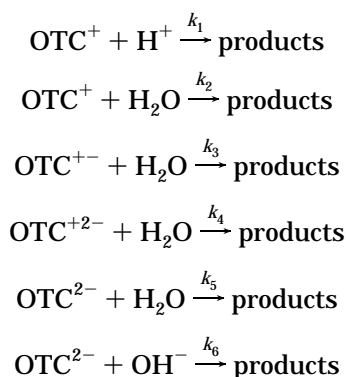 OTC⁺ + H⁺ —k₁→ products
OTC⁺ + H₂O —k₂→ products
OTC⁺⁻ + H₂O —k₃→ products
OTC⁺²⁻ + H₂O —k₄→ products
OTC²⁻ + H₂O —k₅→ products
OTC²⁻ + OH⁻ —k₆→ products